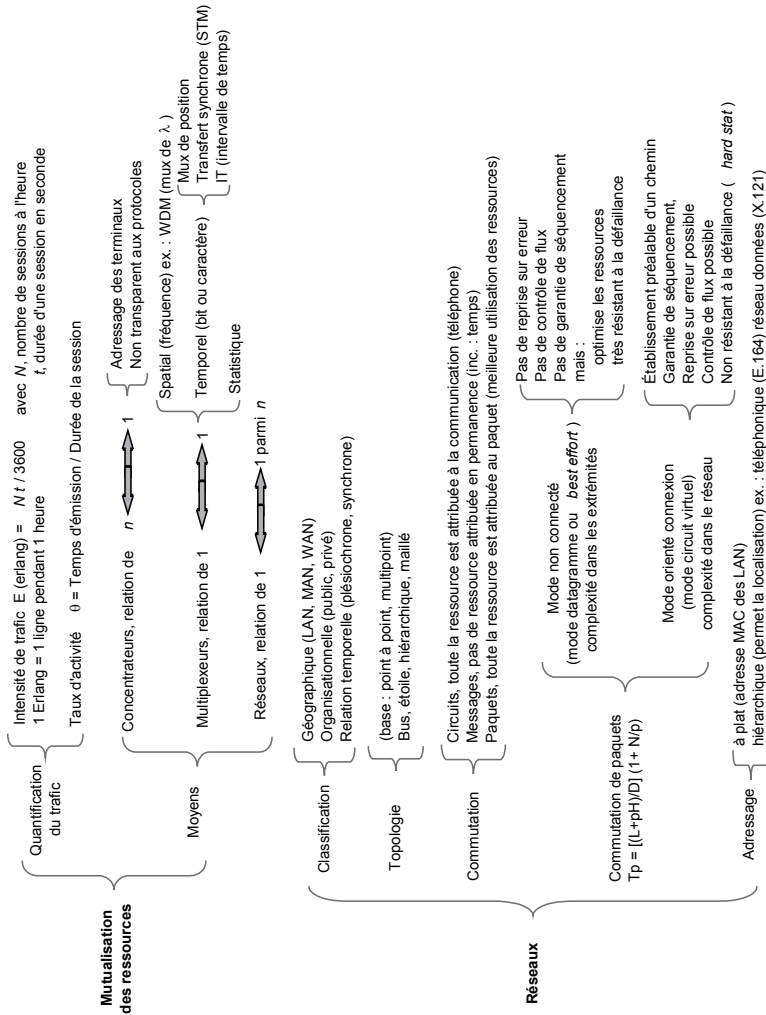 Mutualisation
des ressources
Quantification
du trafic
Intensité de trafic E (erlang) = N t / 3600 avec N, nombre de sessions à l'heure
t, durée d'une session en seconde
1 Erlang = 1 ligne pendant 1 heure
Taux d'activité θ = Temps d'émission / Durée de la session
Moyens
Concentrateurs, relation de n 1
Adressage des terminaux
Non transparent aux protocoles
Multiplexeurs, relation de 1 1
Spatial (fréquence) ex. : WDM (mux de λ )
Temporel (bit ou caractère)
Mux de position
Transfert synchrone (STM)
IT (intervalle de temps)
Statistique
Réseaux, relation de 1 1 parmi n
Réseaux
Classification
Géographique (LAN, MAN, WAN)
Organisationnelle (public, privé)
Relation temporelle (plésiochrone, synchrone)
Topologie
(base : point à point, multipoint)
Bus, étoile, hiérarchique, maillé
Commutation
Circuits, toute la ressource est attribuée à la communication (téléphone)
Messages, pas de ressource attribuée en permanence (inc. : temps)
Paquets, toute la ressource est attribuée au paquet (meilleure utilisation des ressources)
Commutation de paquets
Tp = [(L+pH)/D] (1+ N/p)
Mode non connecté
(mode datagramme ou best effort )
complexité dans les extrémités
Pas de reprise sur erreur
Pas de contrôle de flux
Pas de garantie de séquencement
mais :
optimise les ressources
très résistant à la défaillance
Mode orienté connexion
(mode circuit virtuel)
complexité dans le réseau
Établissement préalable d'un chemin
Garantie de séquencement,
Reprise sur erreur possible
Contrôle de flux possible
Non résistant à la défaillance ( hard stat )
Adressage
à plat (adresse MAC des LAN)
hiérarchique (permet la localisation) ex. : téléphonique (E.164) réseau données (X.121)